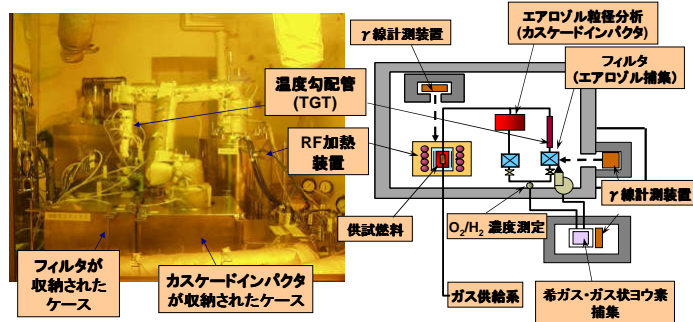 γ線計測装置
エアロゾル粒径分析
(カスケードインパクタ)
フィルタ
(エアロゾル捕集)
温度勾配管
(TGT)
RF加熱
装置
供試燃料
O2/H2 濃度測定
γ線計測装置
フィルタが
収納された
ケース
カスケードインパクタ
が収納されたケース
ガス供給系
希ガス・ガス状ヨウ素
捕集